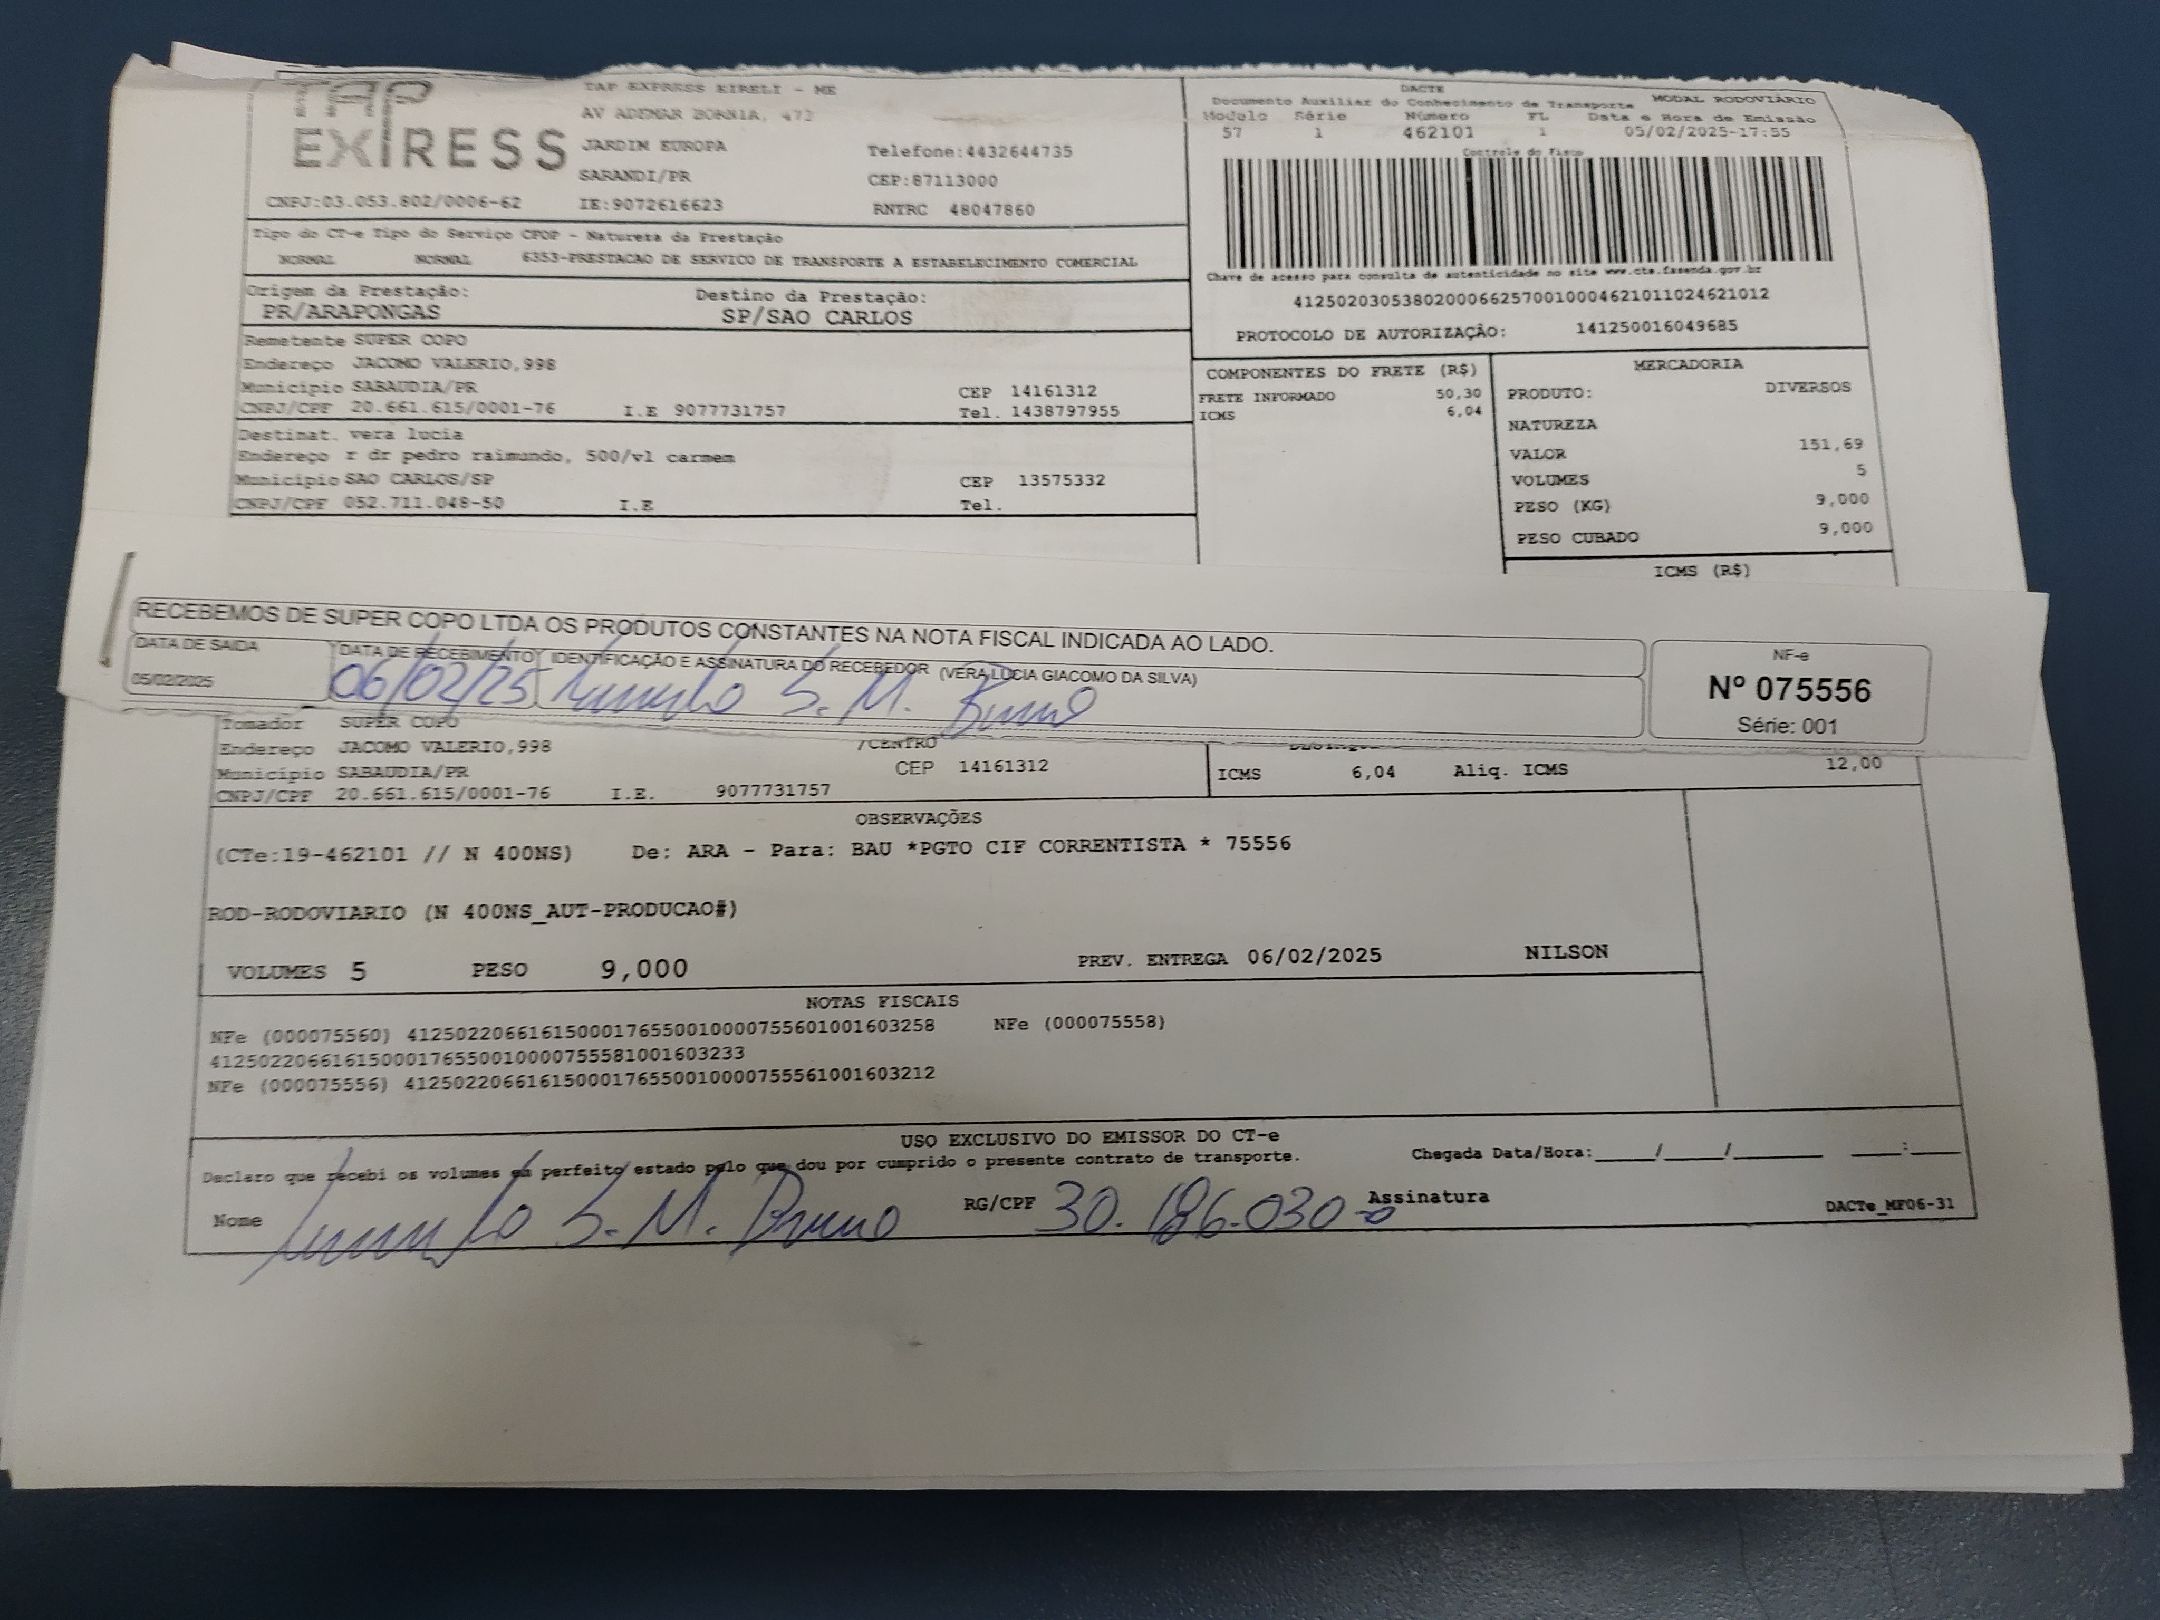 TAP EXPRESS
TAP EXPRESS EIRELI - ME
AV ADEMAR BORNIA, 473
JARDIM EUROPA
Telefone:4432644735
SARANDI/PR
CEP:87113000
CNPJ:03.053.802/0006-62 IE:9072616623 RNTRC 48047860
DACTE
Documento Auxiliar do Conhecimento de Transporte MODAL RODOVIÁRIO
Modelo Série Número FL Data e Hora de Emissão
57 1 462101 1 05/02/2025-17:55
Controle do Fisco
Chave de acesso para consulta de autenticidade no site www.cte.fazenda.gov.br
41250203053802000662570010004621011024621012
PROTOCOLO DE AUTORIZAÇÃO: 141250016049685
Tipo do CT-e Tipo do Serviço CFOP - Natureza da Prestação
NORMAL NORMAL 6353-PRESTACAO DE SERVICO DE TRANSPORTE A ESTABELECIMENTO COMERCIAL
Origem da Prestação: Destino da Prestação:
PR/ARAPONGAS SP/SAO CARLOS
Remetente SUPER COPO
Endereço JACOMO VALERIO,998
Município SABAUDIA/PR CEP 14161312
CNPJ/CPF 20.661.615/0001-76 I.E 9077731757 Tel. 1438797955
Destinat. vera lucia
Endereço r dr pedro raimundo, 500/vl carmem
Município SAO CARLOS/SP CEP 13575332
CNPJ/CPF 052.711.048-50 I.E Tel.
COMPONENTES DO FRETE (R$)
FRETE INFORMADO 50,30
ICMS 6,04
MERCADORIA
PRODUTO: DIVERSOS
NATUREZA
VALOR 151,69
VOLUMES 5
PESO (KG) 9,000
PESO CUBADO 9,000
ICMS (R$)
RECEBEMOS DE SUPER COPO LTDA OS PRODUTOS CONSTANTES NA NOTA FISCAL INDICADA AO LADO.
DATA DE SAIDA DATA DE RECEBIMENTO IDENTIFICAÇÃO E ASSINATURA DO RECEBEDOR (VERA LUCIA GIACOMO DA SILVA)
05/02/2025 06/02/25 S. M. Bruno
NF-e
Nº 075556
Série: 001
Tomador SUPER COPO
Endereço JACOMO VALERIO,998 /CENTRO
Município SABAUDIA/PR CEP 14161312
CNPJ/CPF 20.661.615/0001-76 I.E. 9077731757
ICMS 6,04 Aliq. ICMS 12,00
OBSERVAÇÕES
(CTe:19-462101 // N 400NS) De: ARA - Para: BAU *PGTO CIF CORRENTISTA * 75556
ROD-RODOVIARIO (N 400NS_AUT-PRODUCAO#)
VOLUMES 5 PESO 9,000 PREV. ENTREGA 06/02/2025 NILSON
NOTAS FISCAIS
NFe (000075560) 41250220661615000176550010000755601001603258 NFe (000075558)
41250220661615000176550010000755581001603233
NFe (000075556) 41250220661615000176550010000755561001603212
USO EXCLUSIVO DO EMISSOR DO CT-e
Declaro que recebi os volumes em perfeito estado pelo que dou por cumprido o presente contrato de transporte. Chegada Data/Hora:____/____/______ ___:___
Nome S. M. Bruno RG/CPF 30.186.030 Assinatura DACTe_MF06-31